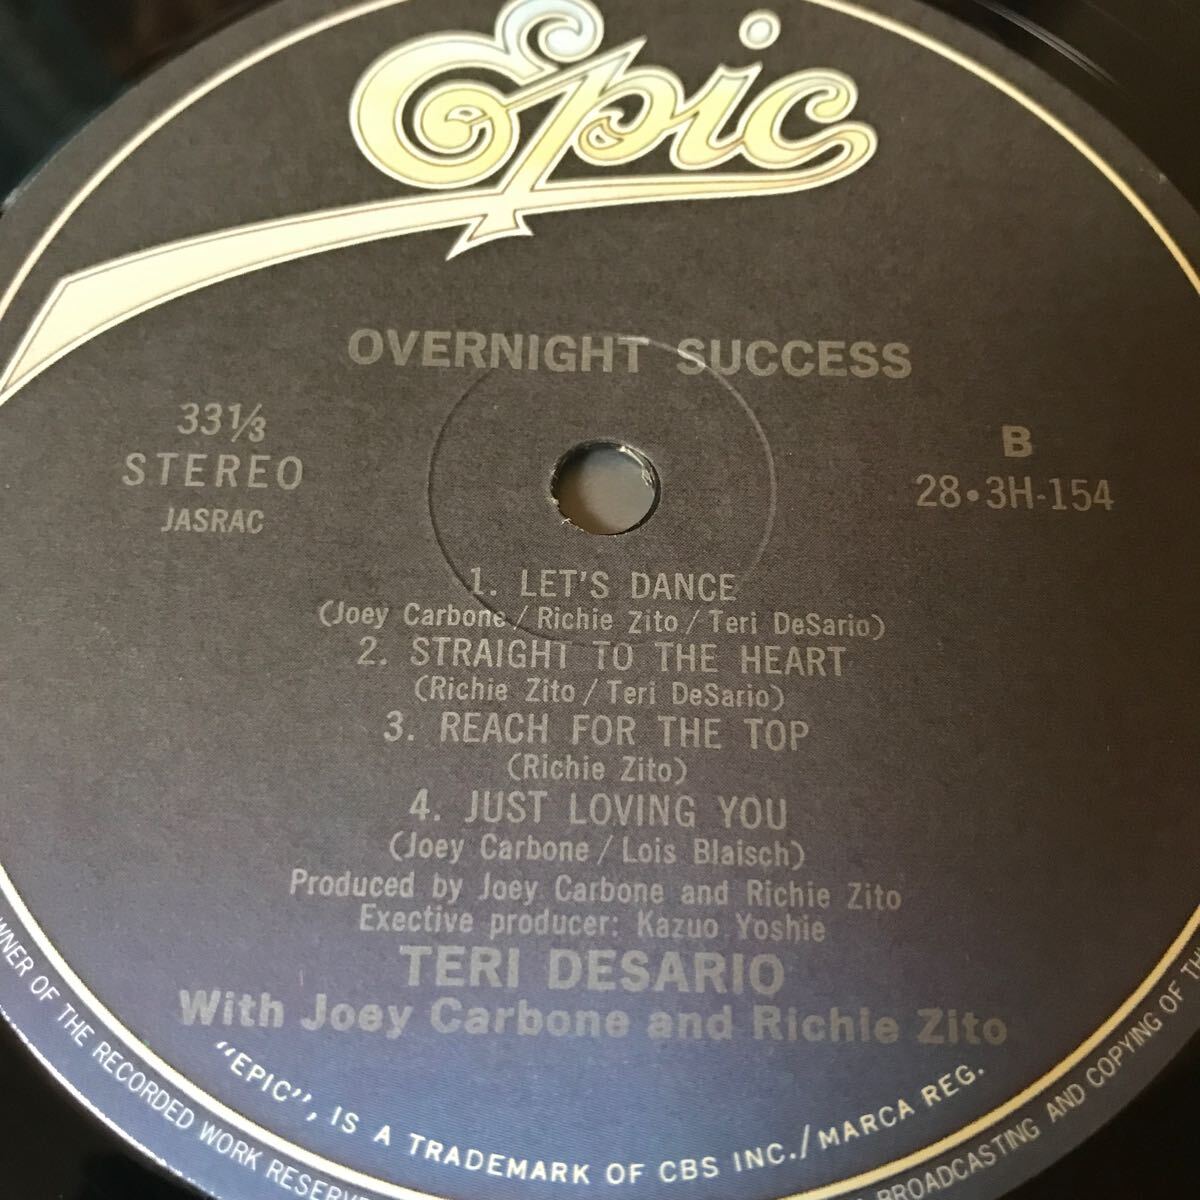 Epic
OVERNIGHT SUCCESS
33⅓
STEREO
JASRAC
B
28・3H-154
1. LET'S DANCE
(Joey Carbone / Richie Zito / Teri DeSario)
2. STRAIGHT TO THE HEART
(Richie Zito / Teri DeSario)
3. REACH FOR THE TOP
(Richie Zito)
4. JUST LOVING YOU
(Joey Carbone / Lois Blaisch)
Produced by Joey Carbone and Richie Zito
Exective producer: Kazuo Yoshie
TERI DESARIO
With Joey Carbone and Richie Zito
"EPIC", IS A TRADEMARK OF CBS INC./MARCA REG.
OF THE RECORDED WORK BROADCASTING AND COPYING OF